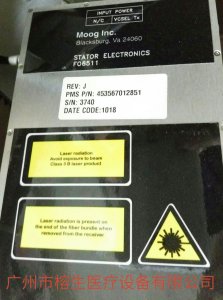 INPUT POWER
N/C VCSEL Tx
Moog Inc.
Blacksburg, Va 24060
STATOR ELECTRONICS
FO8511
REV: J
PMS P/N: 453567012851
S/N: 3740
DATE CODE:1018
Laser radiation
Avoid exposure to beam
Class 3 B laser product
Laser radiation is present on
the end of the fiber bundle when
removed from the receiver.
广州市格生医疗设备有限公司